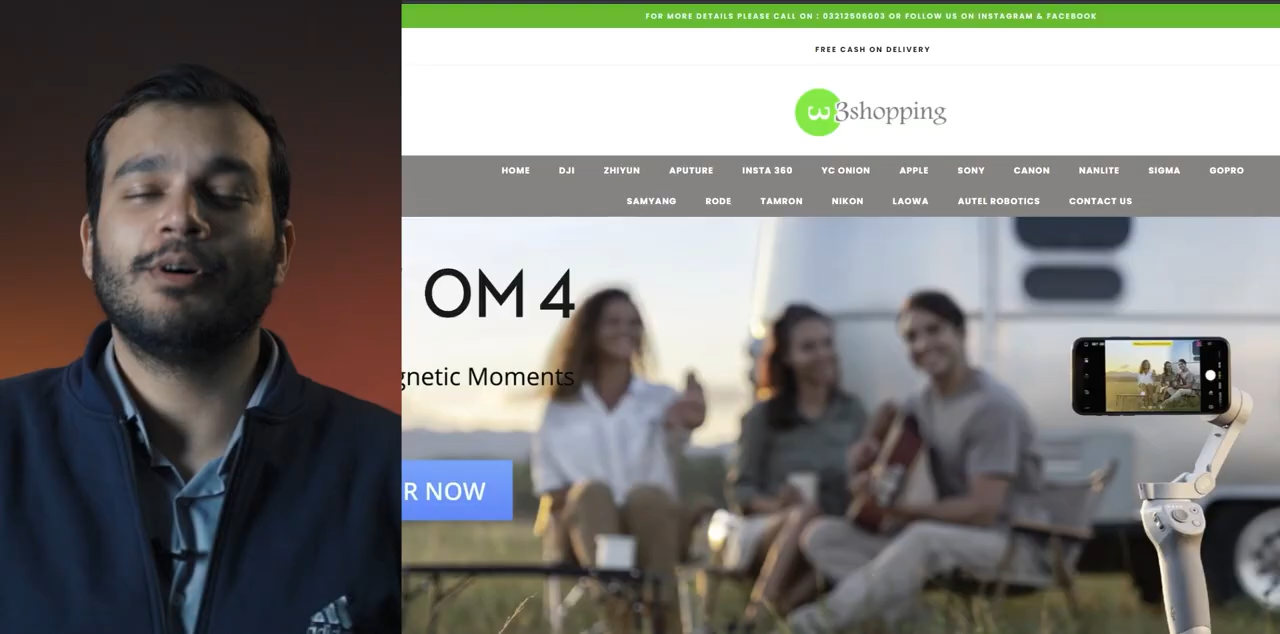 FOR MORE DETAILS PLEASE CALL ON : 03212506003 OR FOLLOW US ON INSTAGRAM & FACEBOOK
FREE CASH ON DELIVERY
3shopping
HOME DJI ZHIYUN APUTURE INSTA 360 YC ONION APPLE SONY CANON NANLITE SIGMA GOPRO
SAMYANG RODE TAMRON NIKON LAOWA AUTEL ROBOTICS CONTACT US
OM 4
gnetic Moments
R NOW